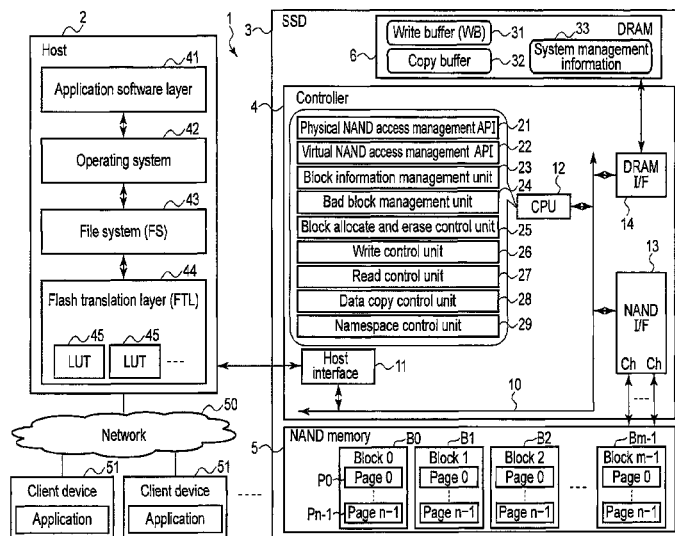 1
2
Host
41
Application software layer
42
Operating system
43
File system (FS)
44
Flash translation layer (FTL)
45
LUT
45
LUT
50
Network
51
Client device
Application
51
Client device
Application
3
SSD
6
DRAM
Write buffer (WB)
31
Copy buffer
32
33
System management
information
4
Controller
Physical NAND access management API
21
Virtual NAND access management API
22
Block information management unit
23
Bad block management unit
24
Block allocate and erase control unit
25
Write control unit
26
Read control unit
27
Data copy control unit
28
Namespace control unit
29
12
CPU
DRAM
I/F
14
13
NAND
I/F
Ch Ch
Host
interface
11
10
5
NAND memory
B0
Block 0
P0
Page 0
Pn-1
Page n-1
B1
Block 1
Page 0
Page n-1
B2
Block 2
Page 0
Page n-1
Bm-1
Block m-1
Page 0
Page n-1